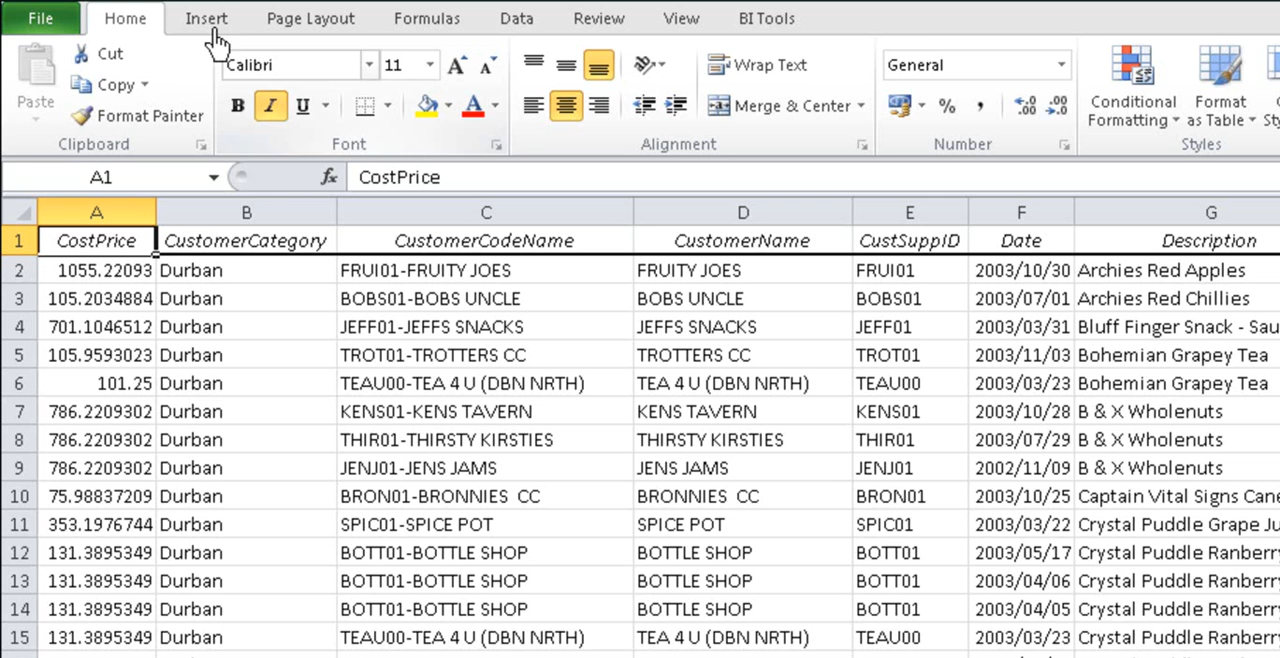 File Home Insert Page Layout Formulas Data Review View BI Tools
Cut
Copy
Format Painter
Paste
Clipboard
Calibri 11
B I U
Font
Wrap Text
Merge & Center
Alignment
General
%
Number
Conditional Formatting
Format as Table
Styles
A1 fx CostPrice
A B C D E F G
1 CostPrice CustomerCategory CustomerCodeName CustomerName CustSuppID Date Description
2 1055.22093 Durban FRUI01-FRUITY JOES FRUITY JOES FRUI01 2003/10/30 Archies Red Apples
3 105.2034884 Durban BOBS01-BOBS UNCLE BOBS UNCLE BOBS01 2003/07/01 Archies Red Chillies
4 701.1046512 Durban JEFF01-JEFFS SNACKS JEFFS SNACKS JEFF01 2003/03/31 Bluff Finger Snack - Sau
5 105.9593023 Durban TROT01-TROTTERS CC TROTTERS CC TROT01 2003/11/03 Bohemian Grapey Tea
6 101.25 Durban TEAU00-TEA 4 U (DBN NRTH) TEA 4 U (DBN NRTH) TEAU00 2003/03/23 Bohemian Grapey Tea
7 786.2209302 Durban KENS01-KENS TAVERN KENS TAVERN KENS01 2003/10/28 B & X Wholenuts
8 786.2209302 Durban THIR01-THIRSTY KIRSTIES THIRSTY KIRSTIES THIR01 2003/07/29 B & X Wholenuts
9 786.2209302 Durban JENJ01-JENS JAMS JENS JAMS JENJ01 2002/11/09 B & X Wholenuts
10 75.98837209 Durban BRON01-BRONNIES CC BRONNIES CC BRON01 2003/10/25 Captain Vital Signs Cane
11 353.1976744 Durban SPIC01-SPICE POT SPICE POT SPIC01 2003/03/22 Crystal Puddle Grape Ju
12 131.3895349 Durban BOTT01-BOTTLE SHOP BOTTLE SHOP BOTT01 2003/05/17 Crystal Puddle Ranberry
13 131.3895349 Durban BOTT01-BOTTLE SHOP BOTTLE SHOP BOTT01 2003/04/06 Crystal Puddle Ranberry
14 131.3895349 Durban BOTT01-BOTTLE SHOP BOTTLE SHOP BOTT01 2003/04/05 Crystal Puddle Ranberry
15 131.3895349 Durban TEAU00-TEA 4 U (DBN NRTH) TEA 4 U (DBN NRTH) TEAU00 2003/03/23 Crystal Puddle Ranberry